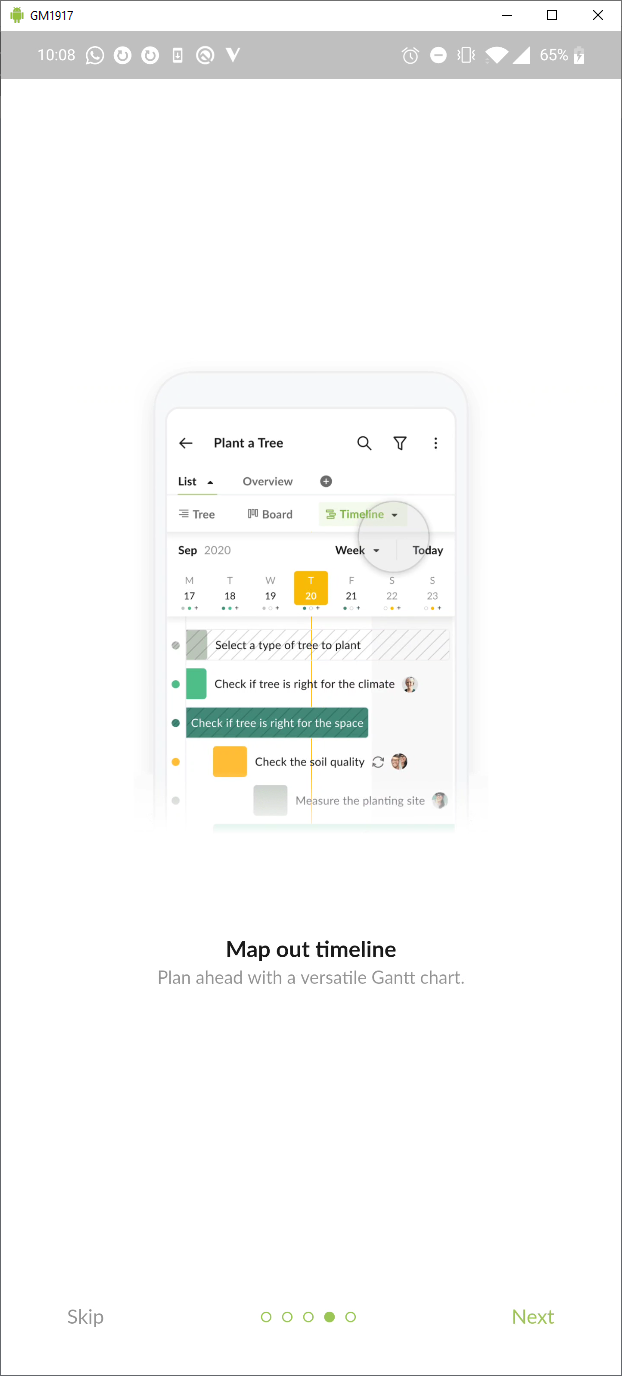 GM1917
10:08 65%
Plant a Tree
List Overview
Tree Board Timeline
Sep 2020 Week Today
M T W T F S S
17 18 19 20 21 22 23
Select a type of tree to plant
Check if tree is right for the climate
Check if tree is right for the space
Check the soil quality
Measure the planting site
Map out timeline
Plan ahead with a versatile Gantt chart.
Skip Next